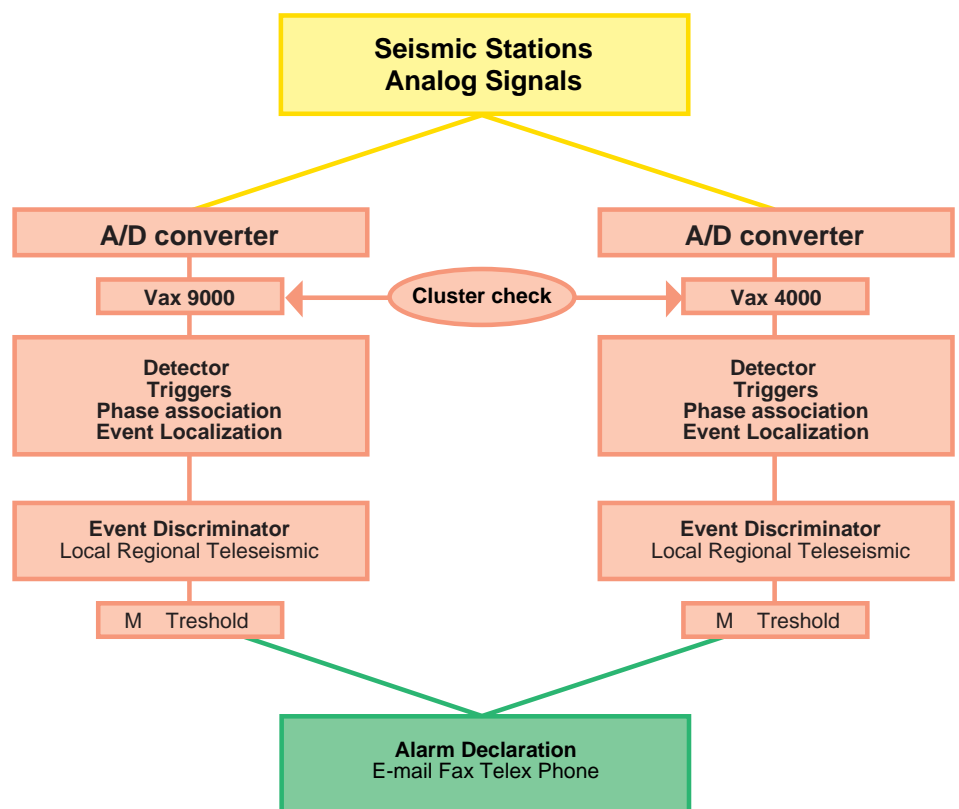 Seismic Stations
Analog Signals
A/D converter
A/D converter
Vax 9000
Cluster check
Vax 4000
Detector
Triggers
Phase association
Event Localization
Detector
Triggers
Phase association
Event Localization
Event Discriminator
Local Regional Teleseismic
Event Discriminator
Local Regional Teleseismic
M Treshold
M Treshold
Alarm Declaration
E-mail Fax Telex Phone